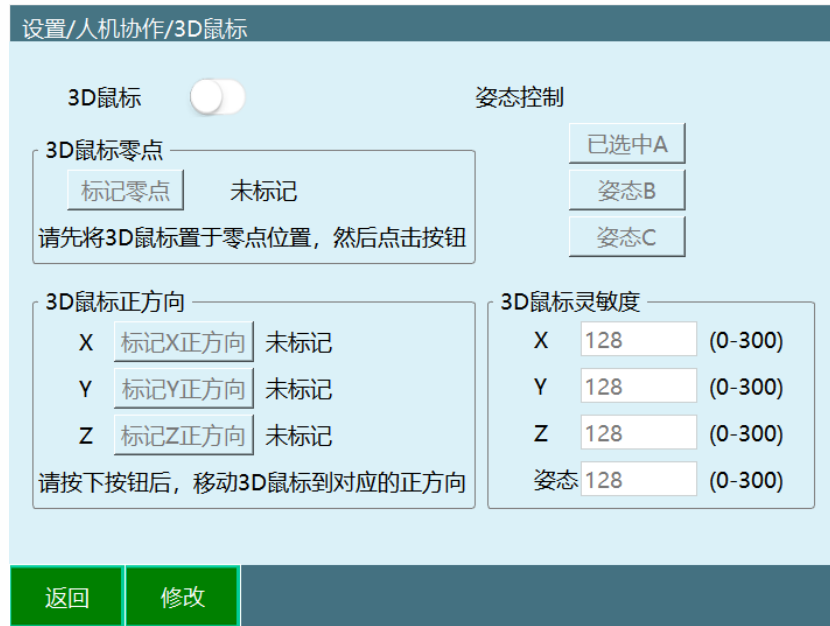 设置/人机协作/3D鼠标
3D鼠标
姿态控制
已选中A
姿态B
姿态C
3D鼠标零点
标记零点 未标记
请先将3D鼠标置于零点位置，然后点击按钮
3D鼠标正方向
X 标记X正方向 未标记
Y 标记Y正方向 未标记
Z 标记Z正方向 未标记
请按下按钮后，移动3D鼠标到对应的正方向
3D鼠标灵敏度
X 128 (0-300)
Y 128 (0-300)
Z 128 (0-300)
姿态 128 (0-300)
返回 修改